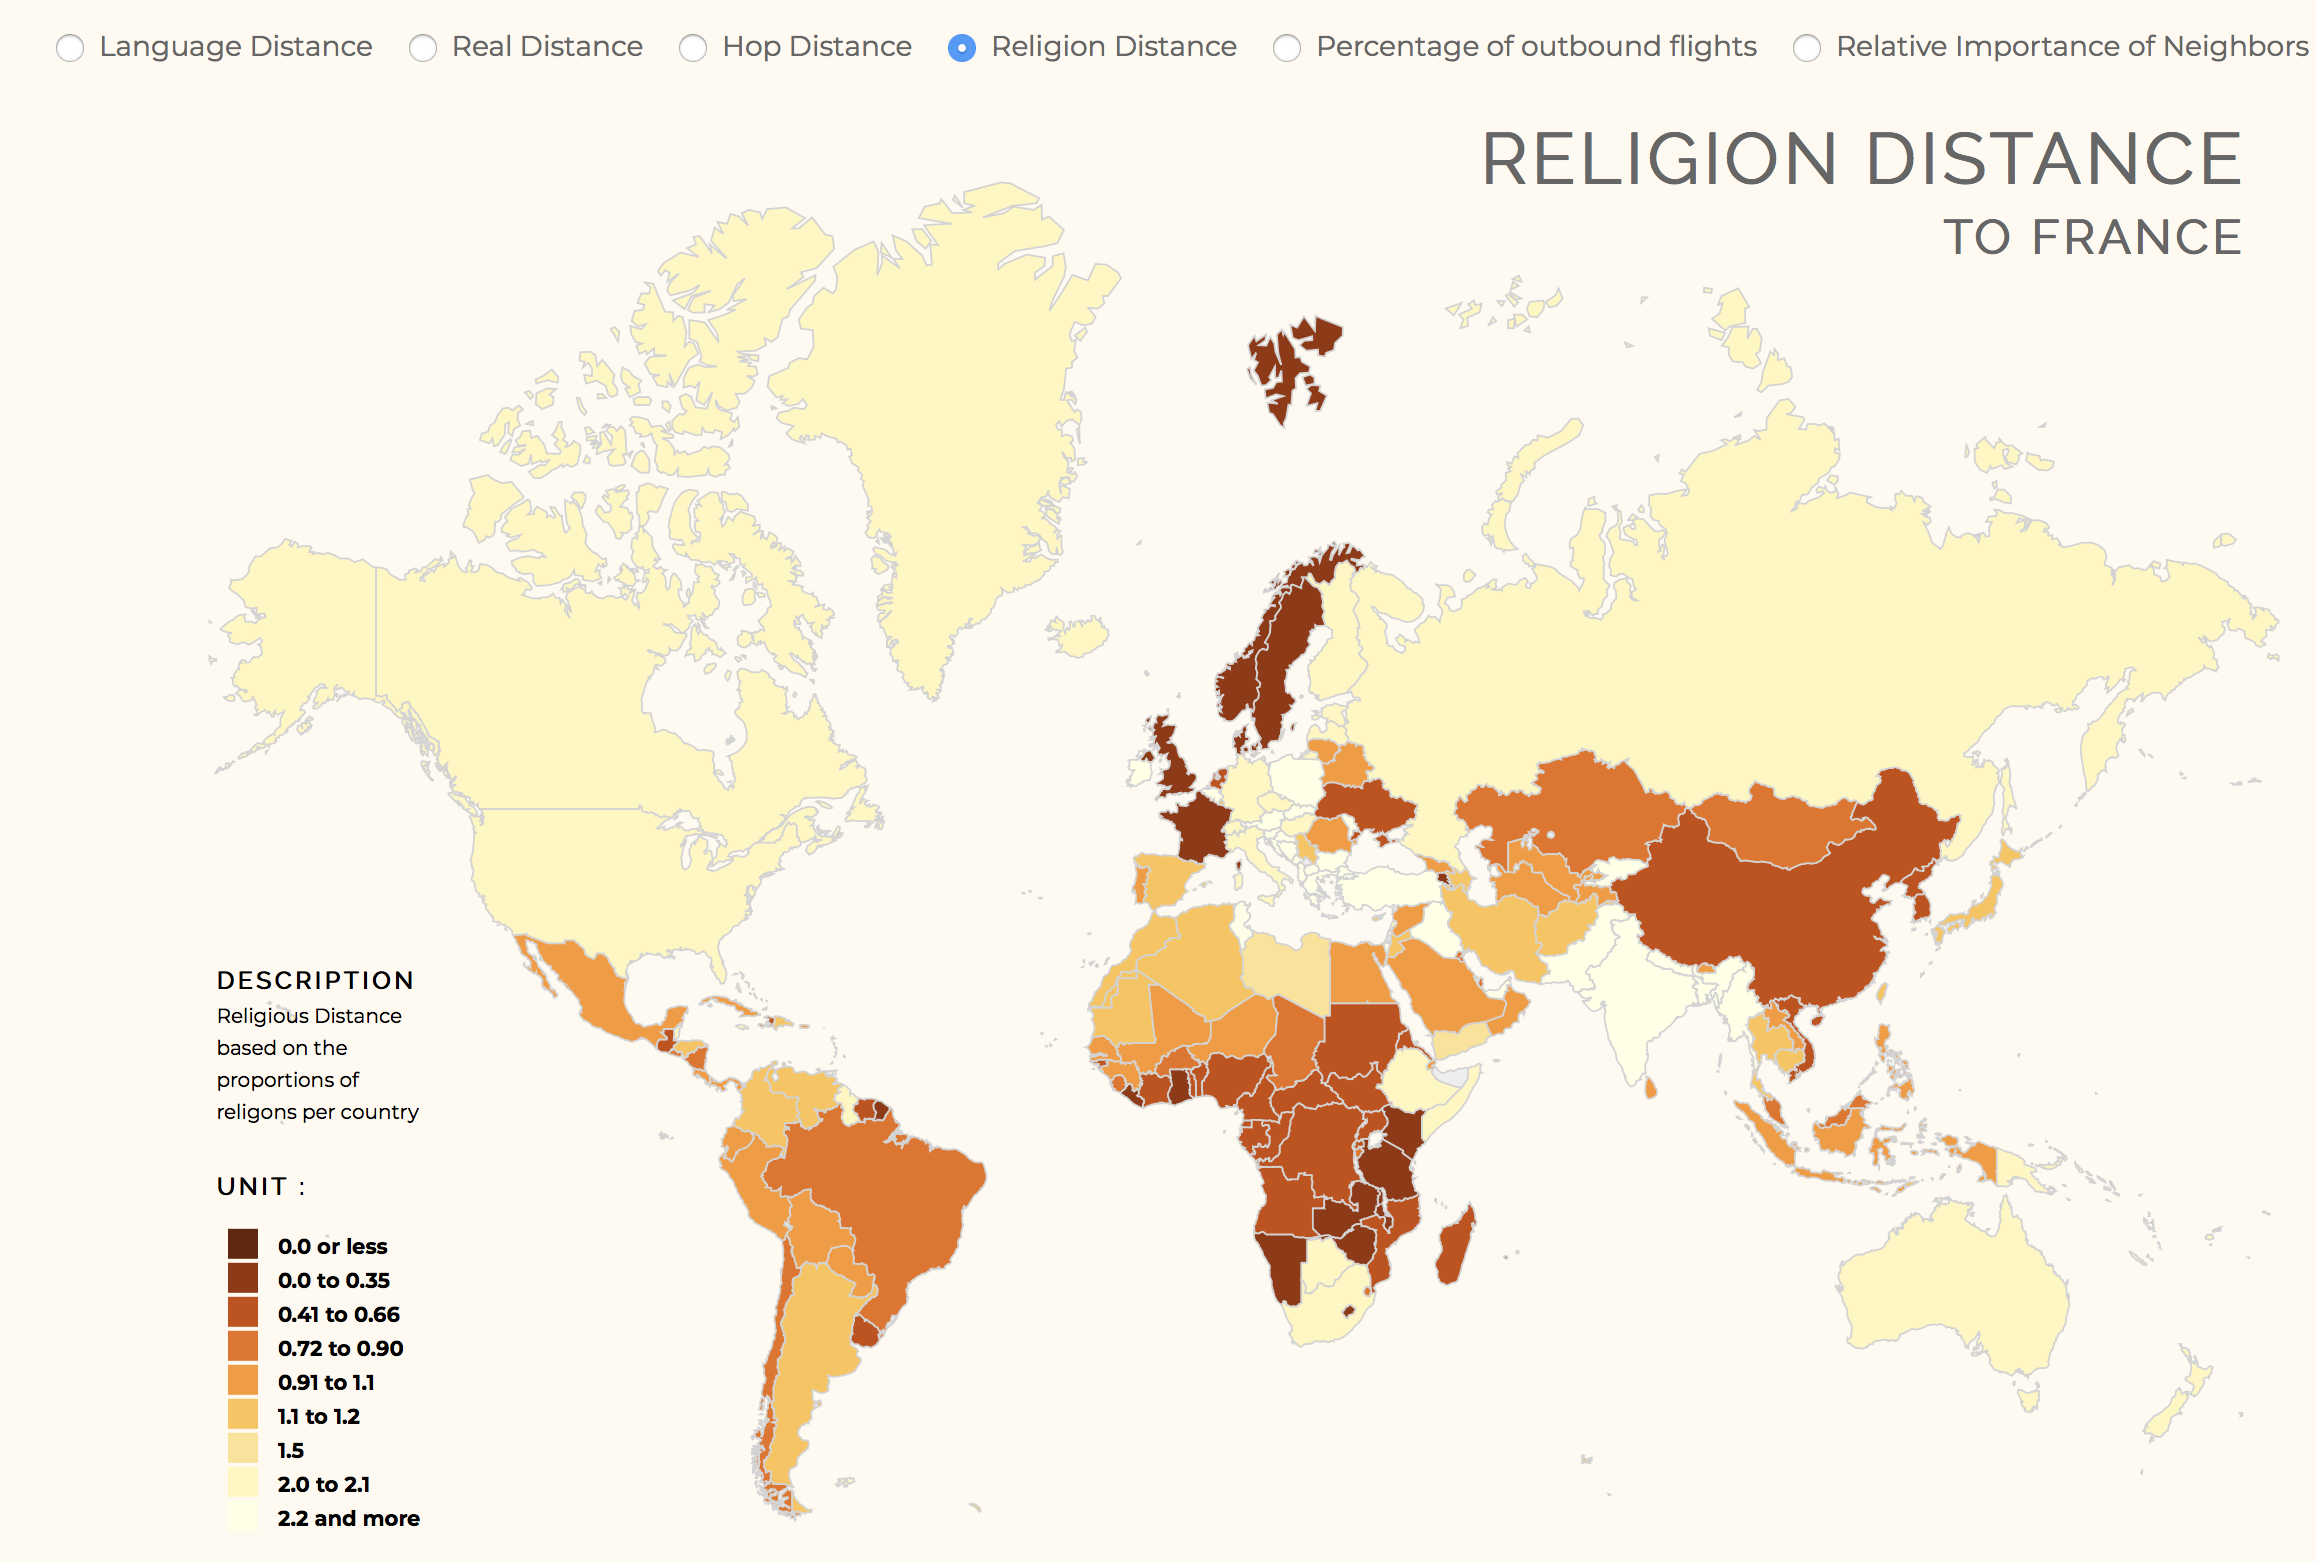 Language Distance Real Distance Hop Distance Religion Distance Percentage of outbound flights Relative Importance of Neighbors
RELIGION DISTANCE
TO FRANCE
DESCRIPTION
Religious Distance
based on the
proportions of
religons per country
UNIT :
0.0 or less
0.0 to 0.35
0.41 to 0.66
0.72 to 0.90
0.91 to 1.1
1.1 to 1.2
1.5
2.0 to 2.1
2.2 and more